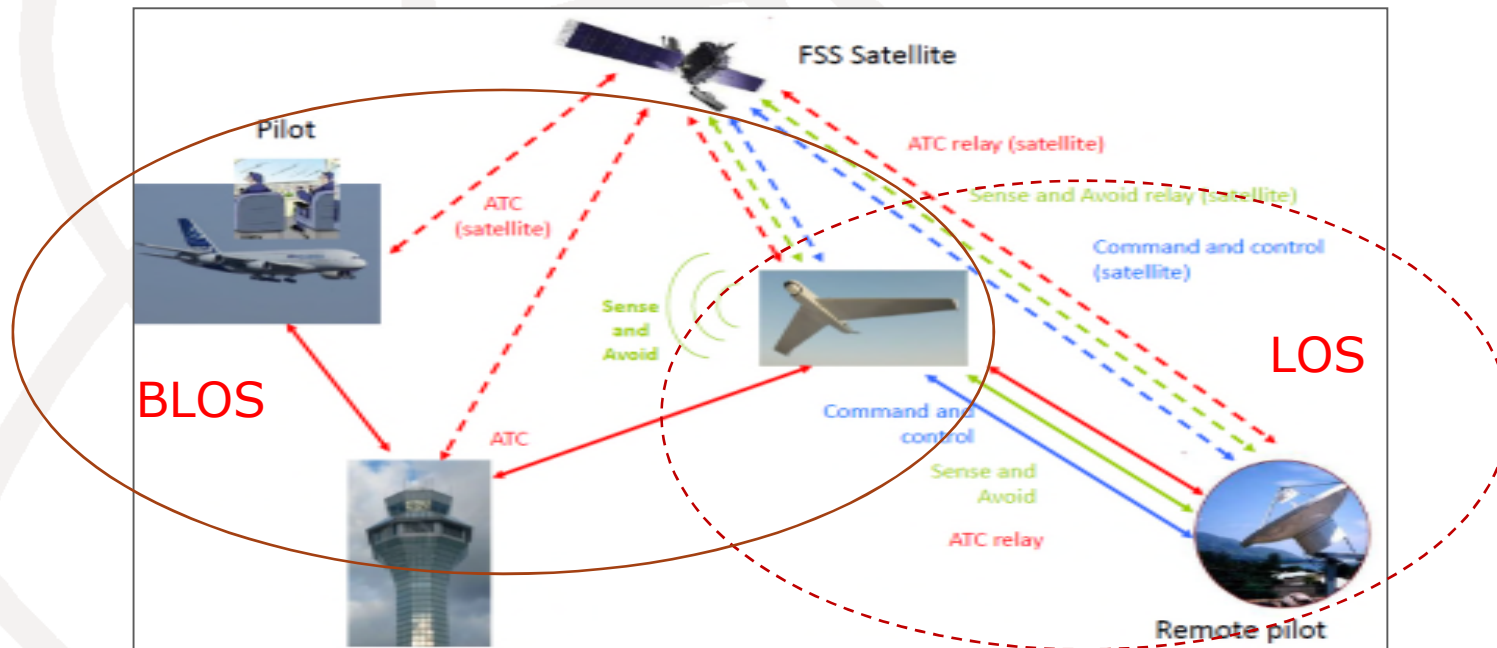 FSS Satellite
Pilot
ATC relay (satellite)
Sense and Avoid relay (satellite)
ATC
(satellite)
Command and control
(satellite)
Sense
and
Avoid
LOS
BLOS
Command and
control
ATC
Sense and
Avoid
ATC relay
Remote pilot